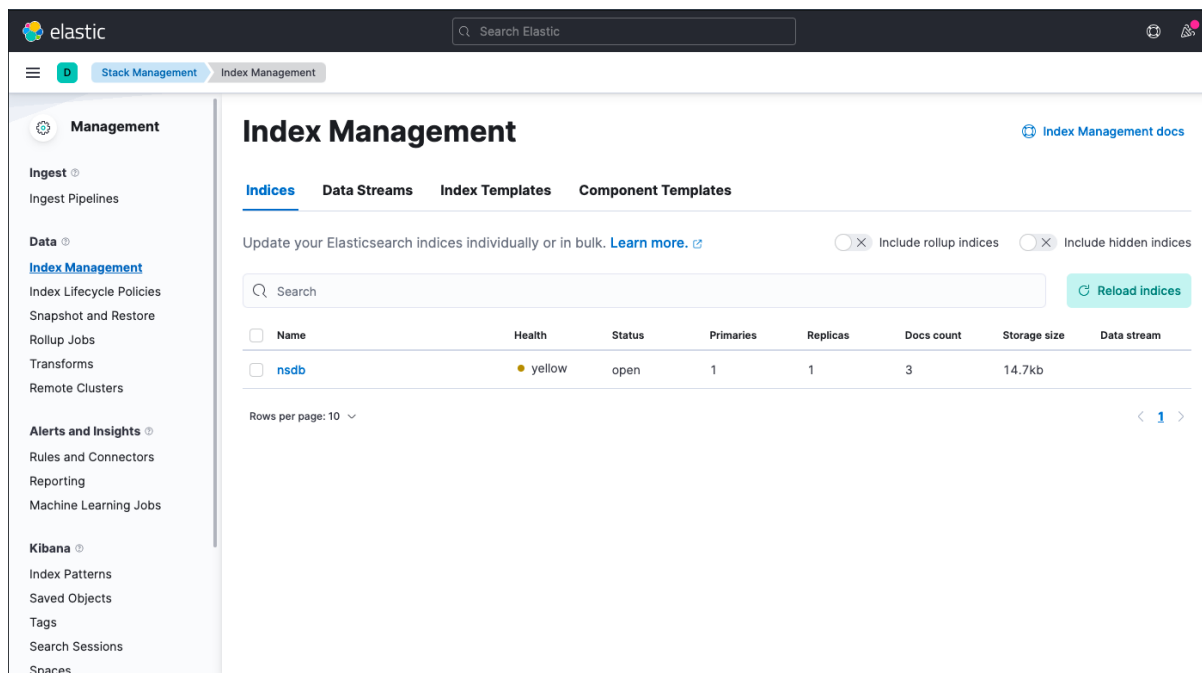 elastic
Search Elastic
D
Stack Management
Index Management
Management
Ingest
Ingest Pipelines
Data
Index Management
Index Lifecycle Policies
Snapshot and Restore
Rollup Jobs
Transforms
Remote Clusters
Alerts and Insights
Rules and Connectors
Reporting
Machine Learning Jobs
Kibana
Index Patterns
Saved Objects
Tags
Search Sessions
Spaces
Index Management
Index Management docs
Indices Data Streams Index Templates Component Templates
Update your Elasticsearch indices individually or in bulk. Learn more.
Include rollup indices
Include hidden indices
Search
Reload indices
Name Health Status Primaries Replicas Docs count Storage size Data stream
nsdb yellow open 1 1 3 14.7kb
Rows per page: 10
1